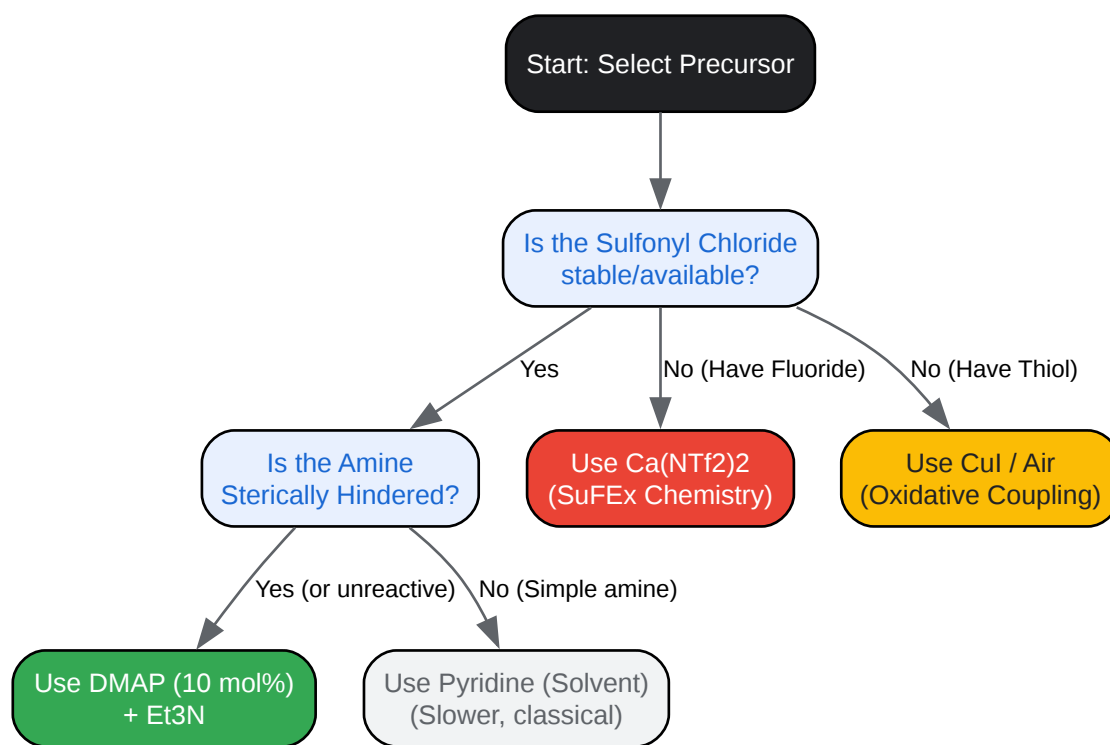 Start: Select Precursor
Is the Sulfonyl Chloride
stable/available?
Yes
No (Have Fluoride)
No (Have Thiol)
Is the Amine
Sterically Hindered?
Use Ca(NTf2)2
(SuFEx Chemistry)
Use CuI / Air
(Oxidative Coupling)
Yes (or unreactive)
No (Simple amine)
Use DMAP (10 mol%)
+ Et3N
Use Pyridine (Solvent)
(Slower, classical)